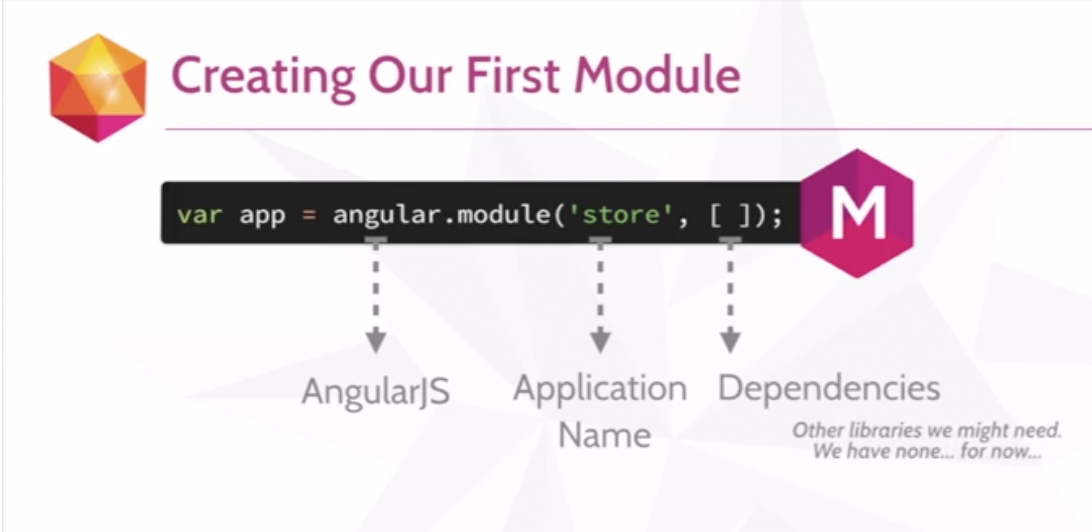 Creating Our First Module
var app = angular.module('store', [ ]);
M
AngularJS
Application
Name
Dependencies
Other libraries we might need.
We have none... for now...